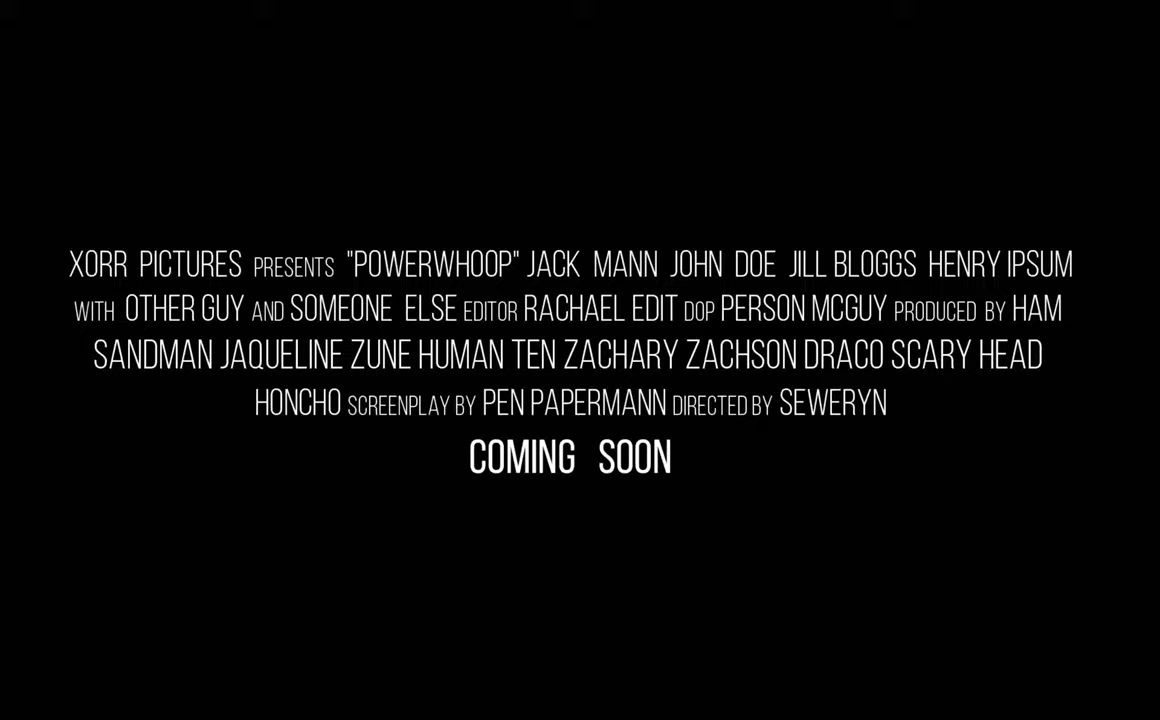 XORR PICTURES PRESENTS "POWERWHOOP" JACK MANN JOHN DOE JILL BLOGGS HENRY IPSUM
WITH OTHER GUY AND SOMEONE ELSE EDITOR RACHAEL EDIT DOP PERSON MCGUY PRODUCED BY HAM
SANDMAN JAQUELINE ZUNE HUMAN TEN ZACHARY ZACHSON DRACO SCARY HEAD
HONCHO SCREENPLAY BY PEN PAPERMANN DIRECTED BY SEWERYN
COMING SOON